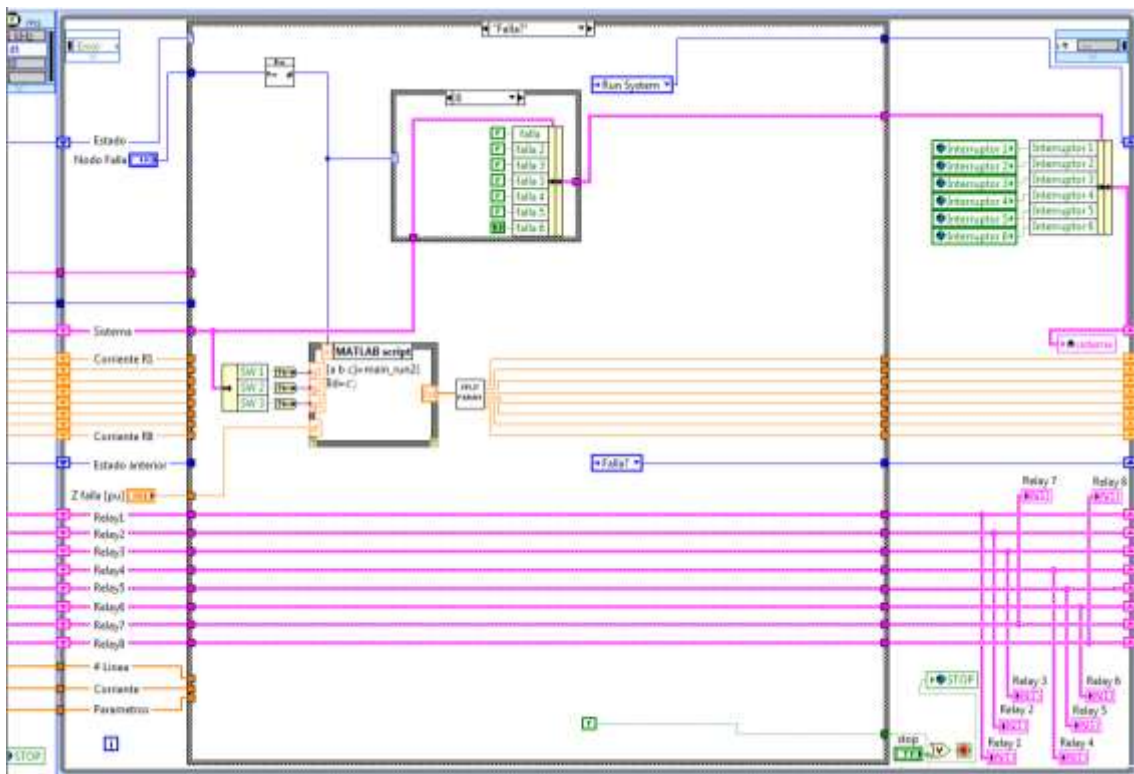 ms
Error
"Falla?"
Run System
Estado
Nodo Falla
falla
falla 2
falla 3
falla 3
falla 4
falla 5
falla 6
Interruptor 1
Interruptor 2
Interruptor 3
Interruptor 4
Interruptor 5
Interruptor 6
Interruptor 1
Interruptor 2
Interruptor 3
Interruptor 4
Interruptor 5
Interruptor 6
Sistema
Corriente R1
MATLAB script
[a b c]=main_run2(
SW 1
SW 2
SW 3
Corriente R8
Estado anterior
Falla?
Z falla [pu]
Relay 7
Relay 8
Relay1
Relay2
Relay3
Relay4
Relay5
Relay6
Relay7
Relay8
# Linea
Corriente
Parametros
i
F
STOP
stop
TF
Relay 3
Relay 6
Relay 2
Relay 5
Relay 1
Relay 4
STOP